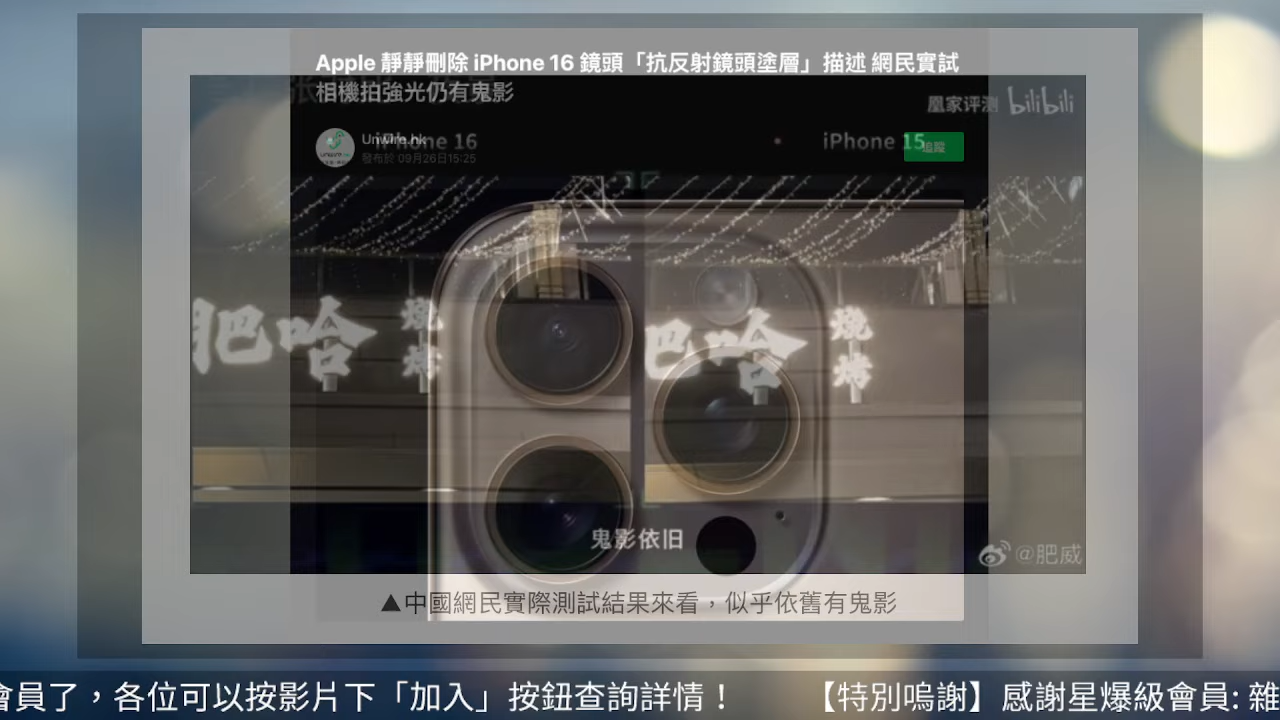 Apple 靜靜刪除 iPhone 16 鏡頭「抗反射鏡頭塗層」描述 網民實試
相機拍強光仍有鬼影
凰家评测 bilibili
Unwire.hk
發布於 09月26日15:25
追蹤
iPhone 16
iPhone 15
肥哈 燒烤
肥哈 燒烤
鬼影依旧
@肥威
▲中國網民實際測試結果來看，似乎依舊有鬼影
會員了，各位可以按影片下「加入」按鈕查詢詳情！ 【特別嗚謝】感謝星爆級會員: 雜